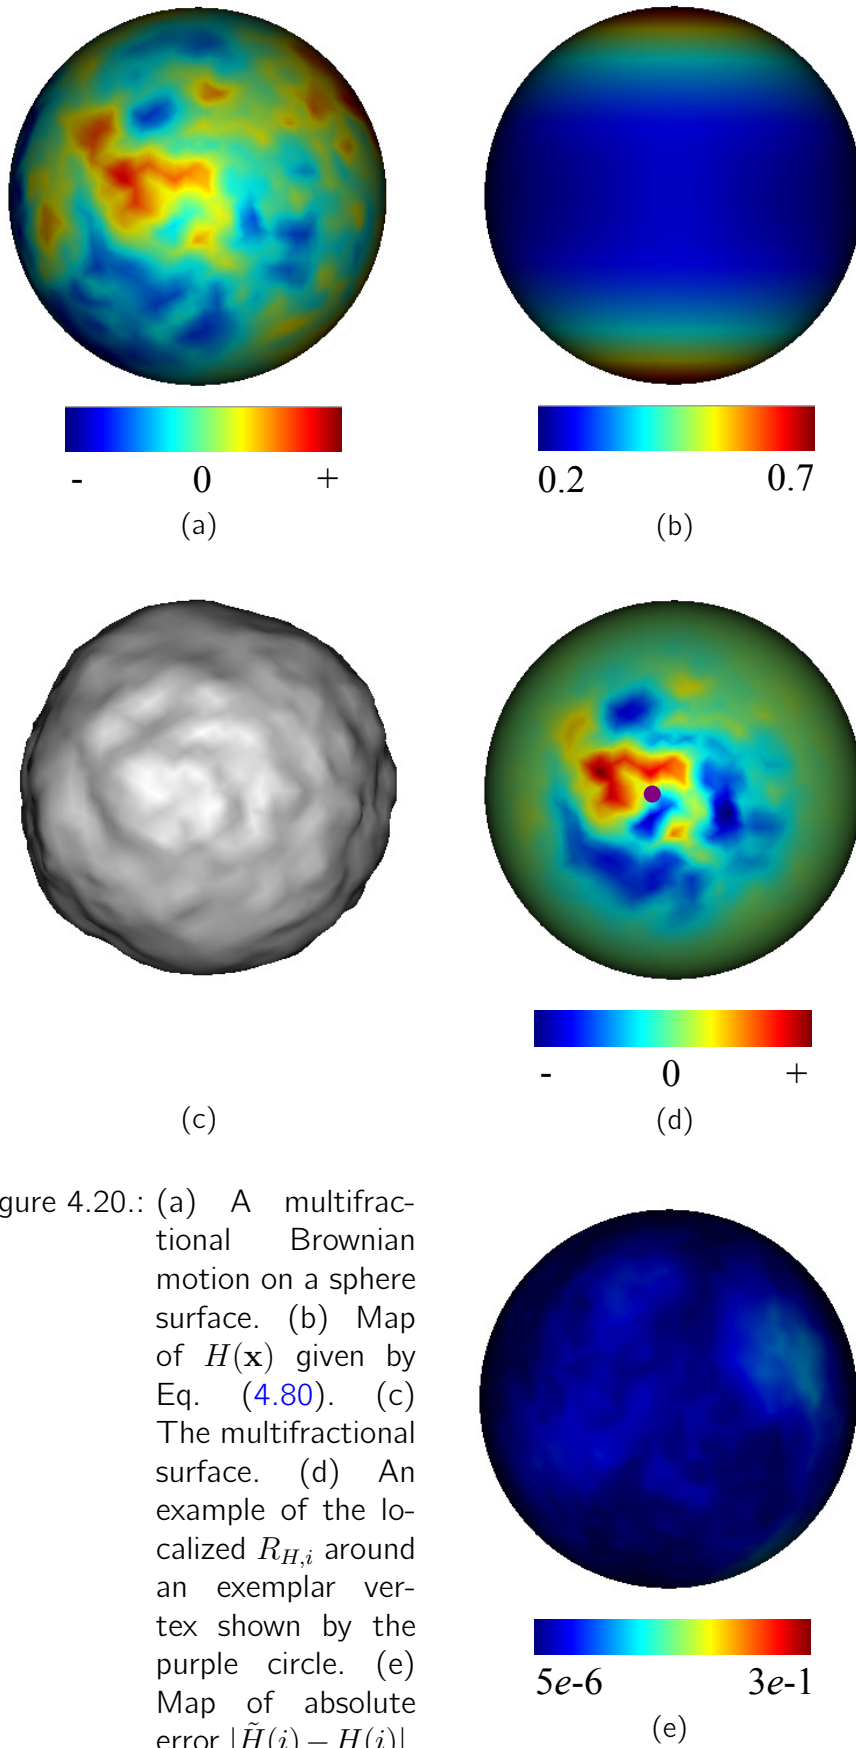 - 0 +
(a)
0.2 0.7
(b)
(c)
- 0 +
(d)
gure 4.20.: (a) A multifrac-
tional Brownian
motion on a sphere
surface. (b) Map
of H(x) given by
Eq. (4.80). (c)
The multifractional
surface. (d) An
example of the lo-
calized R_{H,i} around
an exemplar ver-
tex shown by the
purple circle. (e)
Map of absolute
error |H̃(i) − H(i)|
5e-6 3e-1
(e)